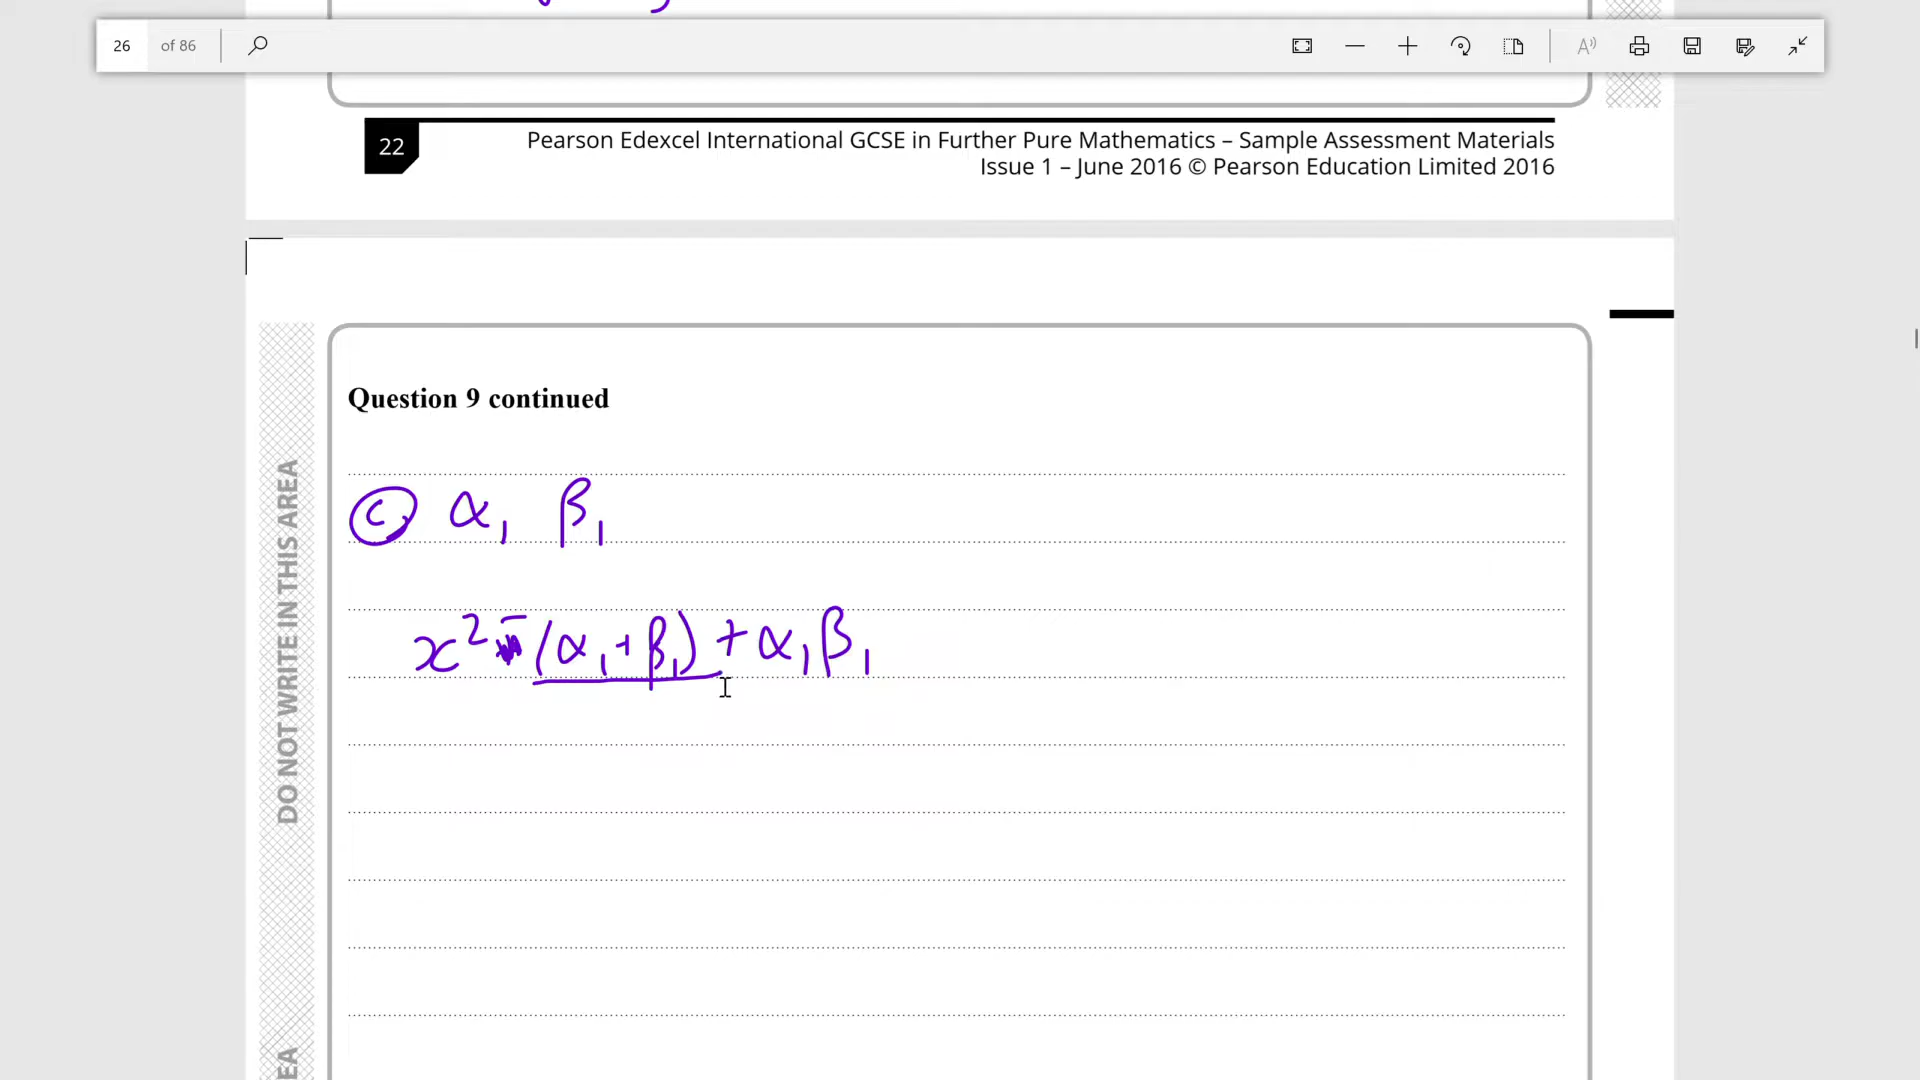 26 of 86
22
Pearson Edexcel International GCSE in Further Pure Mathematics – Sample Assessment Materials
Issue 1 – June 2016 © Pearson Education Limited 2016
DO NOT WRITE IN THIS AREA
Question 9 continued
(c) α₁ β₁
x² - (α₁ + β₁) + α₁β₁
EA